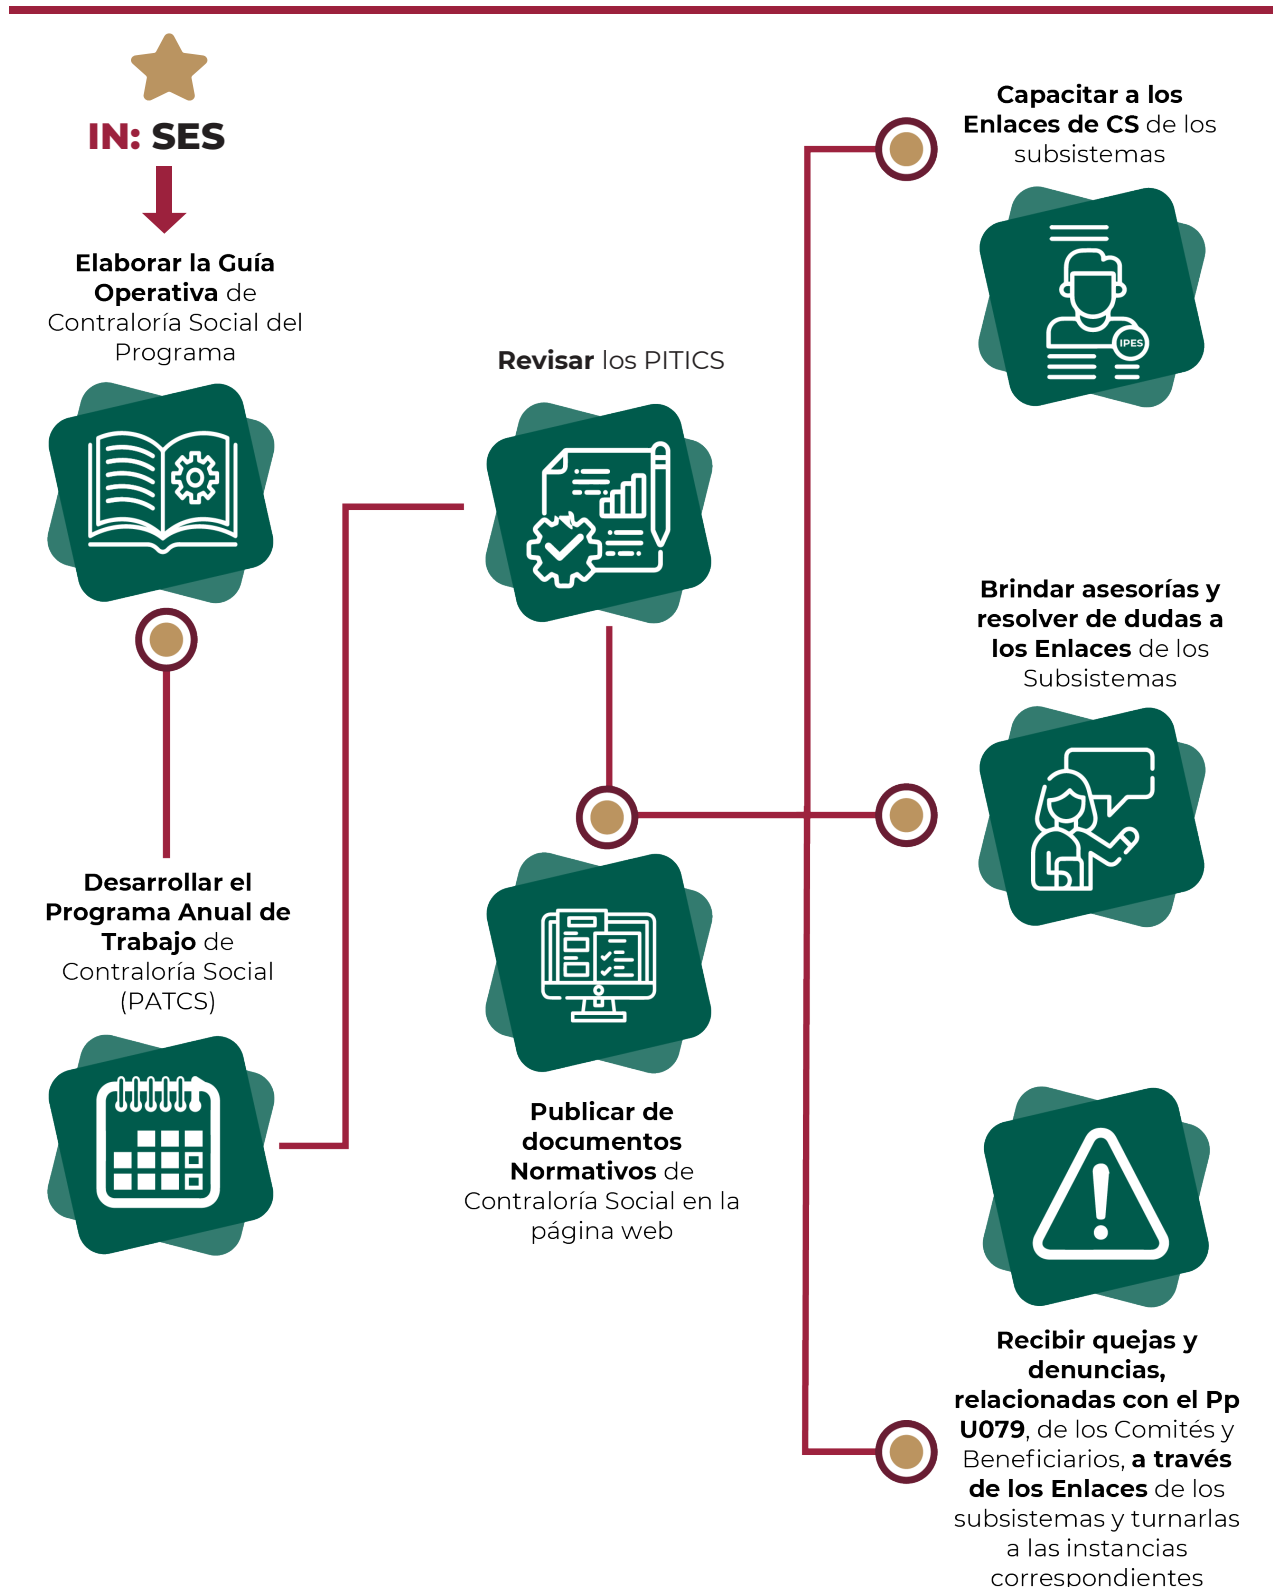 IN: SES
Elaborar la Guía
Operativa de
Contraloría Social del
Programa
Desarrollar el
Programa Anual de
Trabajo de
Contraloría Social
(PATCS)
Revisar los PITICS
Publicar de
documentos
Normativos de
Contraloría Social en la
página web
Capacitar a los
Enlaces de CS de los
subsistemas
IPES
Brindar asesorías y
resolver de dudas a
los Enlaces de los
Subsistemas
Recibir quejas y
denuncias,
relacionadas con el Pp
U079, de los Comités y
Beneficiarios, a través
de los Enlaces de los
subsistemas y turnarlas
a las instancias
correspondientes